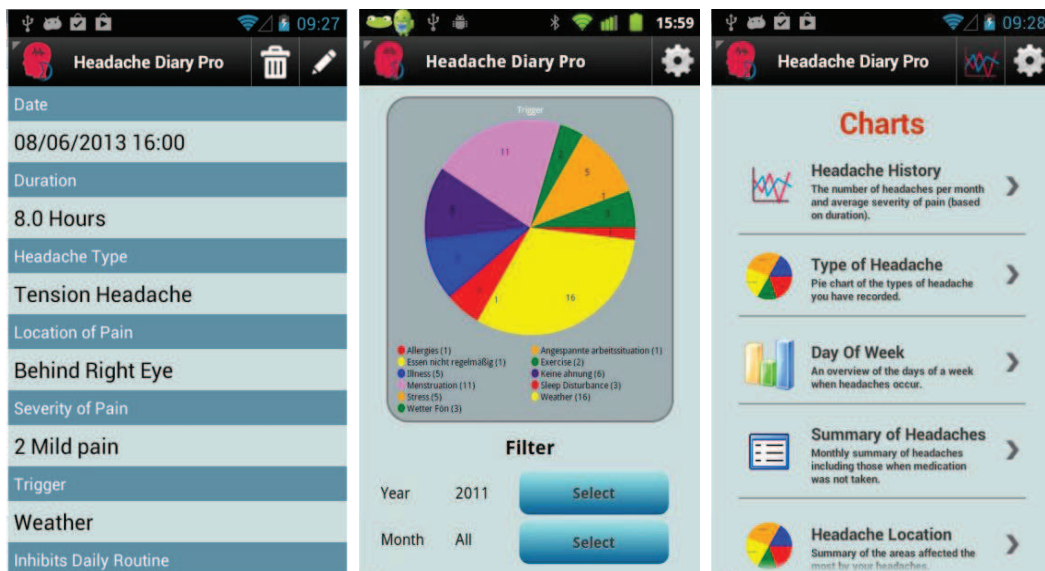 09:27
Headache Diary Pro
Date
08/06/2013 16:00
Duration
8.0 Hours
Headache Type
Tension Headache
Location of Pain
Behind Right Eye
Severity of Pain
2 Mild pain
Trigger
Weather
Inhibits Daily Routine
15:59
Headache Diary Pro
Trigger
11
5
1
16
1
Allergies (1)
Angespannte arbeitssituation (1)
Essen nicht regelmäßig (1)
Exercise (2)
Illness (5)
Keine ahnung (6)
Menstruation (11)
Sleep Disturbance (3)
Stress (5)
Weather (16)
Wetter Fön (3)
Filter
Year 2011 Select
Month All Select
09:28
Headache Diary Pro
Charts
Headache History
The number of headaches per month
and average severity of pain (based
on duration).
Type of Headache
Pie chart of the types of headache
you have recorded.
Day Of Week
An overview of the days of a week
when headaches occur.
Summary of Headaches
Monthly summary of headaches
including those when medication
was not taken.
Headache Location
Summary of the areas affected the
most by your headaches.